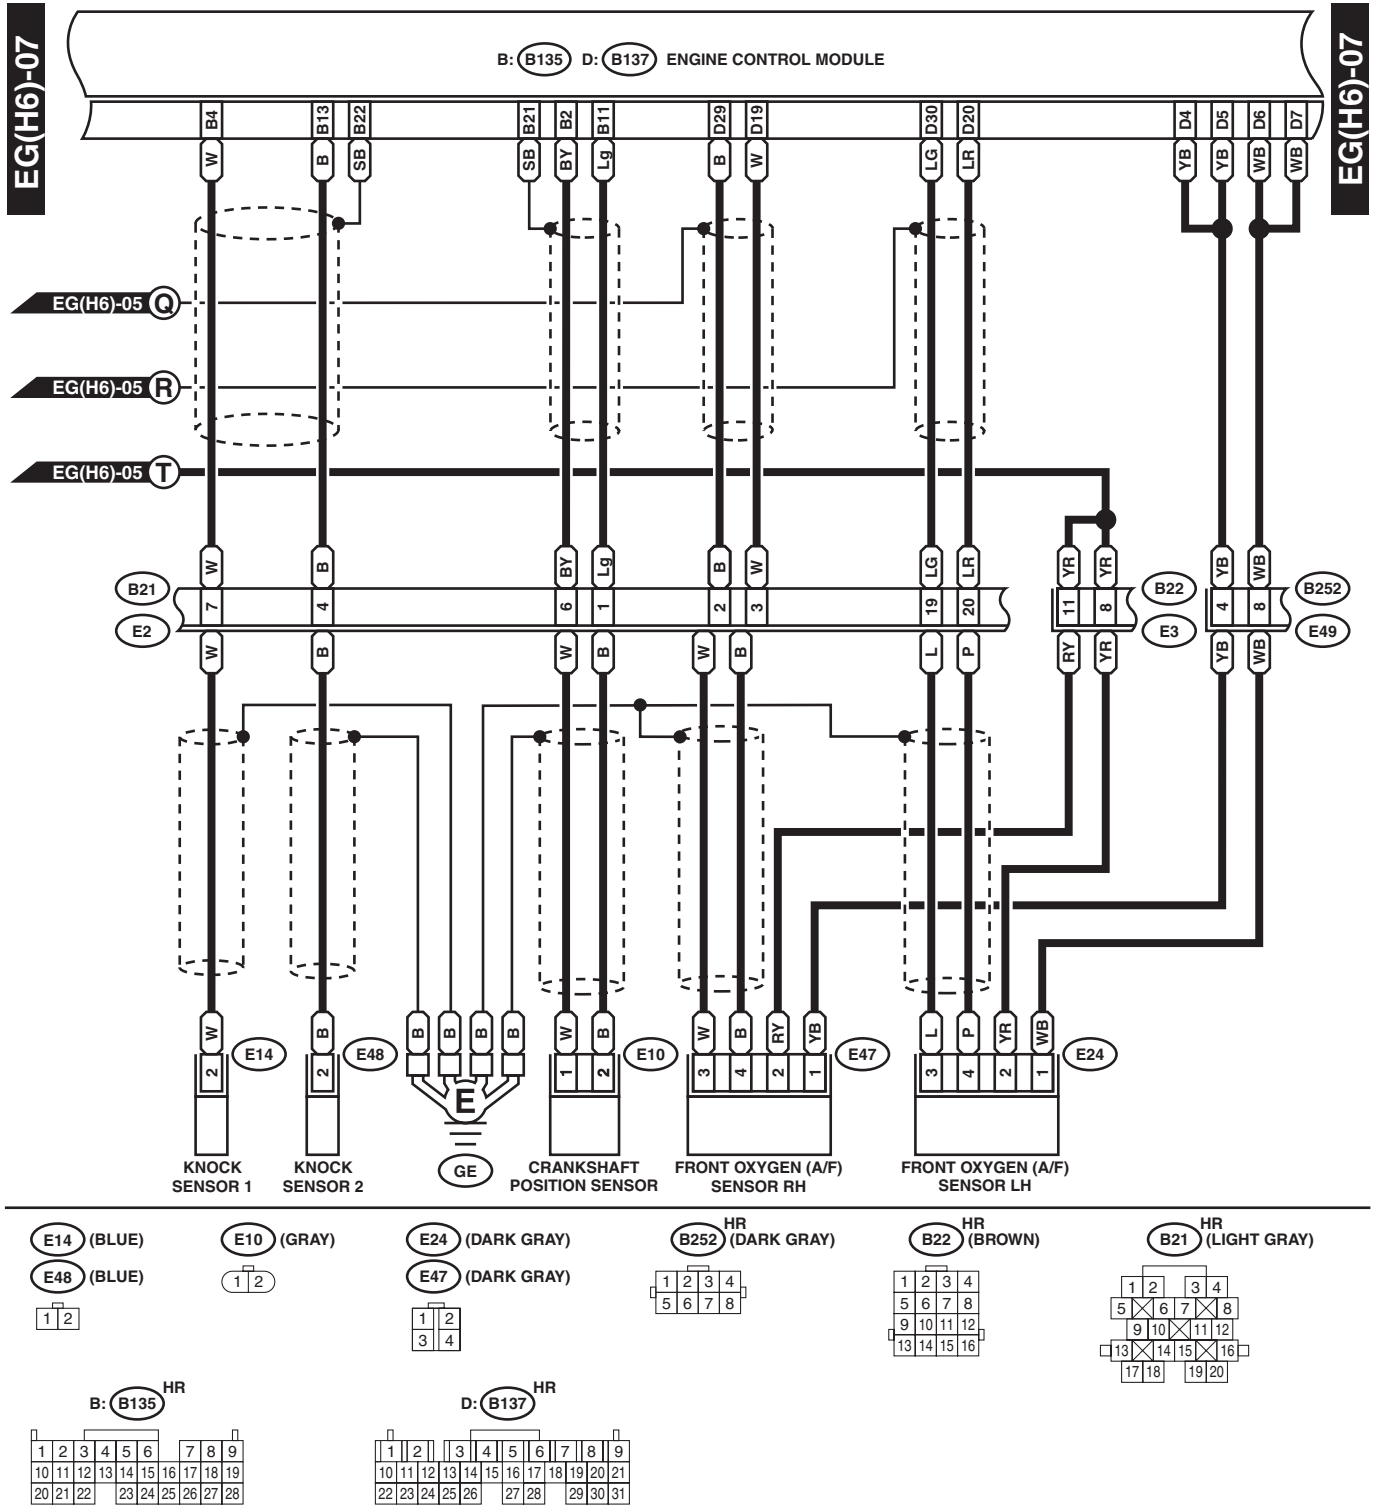 EG(H6)-07
EG(H6)-07
B: B135 D: B137 ENGINE CONTROL MODULE
B4 B13 B22 B21 B2 B11 D29 D19 D30 D20 D4 D5 D6 D7
W B SB SB BY Lg B W LG LR YB YB WB WB
EG(H6)-05 Q
EG(H6)-05 R
EG(H6)-05 T
W B BY Lg B W LG LR YR YR YB WB
B21 7 4 6 1 2 3 19 20 11 8 B22 4 8 B252
E2 E3 E49
W B W B W B L P RY YR YB WB
W B B B B B W B W B RY YB L P YR WB
2 E14 2 E48 1 2 E10 3 4 2 1 E47 3 4 2 1 E24
E
GE
KNOCK
SENSOR 1
KNOCK
SENSOR 2
CRANKSHAFT
POSITION SENSOR
FRONT OXYGEN (A/F)
SENSOR RH
FRONT OXYGEN (A/F)
SENSOR LH
E14 (BLUE)
E48 (BLUE)
1 2
E10 (GRAY)
1 2
E24 (DARK GRAY)
E47 (DARK GRAY)
1 2
3 4
HR
B252 (DARK GRAY)
1 2 3 4
5 6 7 8
HR
B22 (BROWN)
1 2 3 4
5 6 7 8
9 10 11 12
13 14 15 16
HR
B21 (LIGHT GRAY)
1 2 3 4
5 6 7 8
9 10 11 12
13 14 15 16
17 18 19 20
B: B135 HR
1 2 3 4 5 6 7 8 9
10 11 12 13 14 15 16 17 18 19
20 21 22 23 24 25 26 27 28
D: B137 HR
1 2 3 4 5 6 7 8 9
10 11 12 13 14 15 16 17 18 19 20 21
22 23 24 25 26 27 28 29 30 31